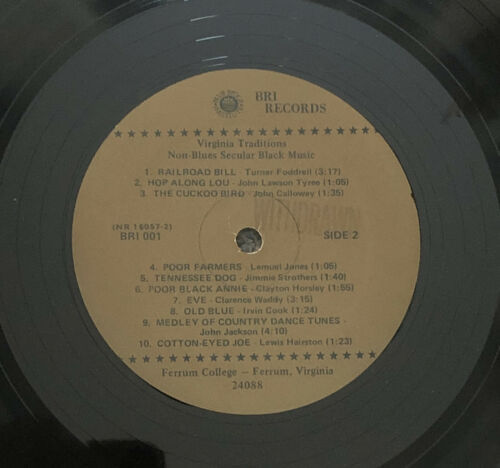 BRI
RECORDS
Virginia Traditions
Non-Blues Secular Black Music
1. RAILROAD BILL - Turner Foddrell (3:17)
2. HOP ALONG LOU - John Lawson Tyree (1:05)
3. THE CUCKOO BIRD - John Calloway (1:35)
WITHDRAWN
(NR 16057-2)
BRI 001
SIDE 2
4. POOR FARMERS - Lemuel Jones (1:05)
5. TENNESSEE DOG - Jimmie Strothers (1:40)
6. POOR BLACK ANNIE - Clayton Horsley (1:55)
7. EVE - Clarence Waddy (3:15)
8. OLD BLUE - Irvin Cook (1:24)
9. MEDLEY OF COUNTRY DANCE TUNES -
John Jackson (4:10)
10. COTTON-EYED JOE - Lewis Hairston (1:23)
Ferrum College — Ferrum, Virginia
24088